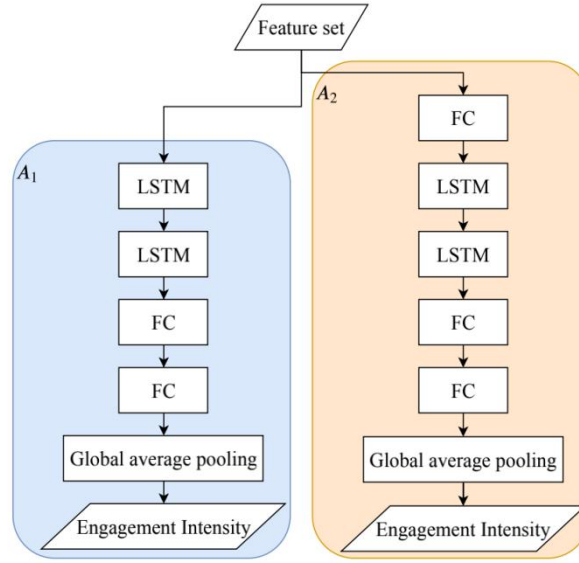 Feature set
A₁
LSTM
LSTM
FC
FC
Global average pooling
Engagement Intensity
A₂
FC
LSTM
LSTM
FC
FC
Global average pooling
Engagement Intensity